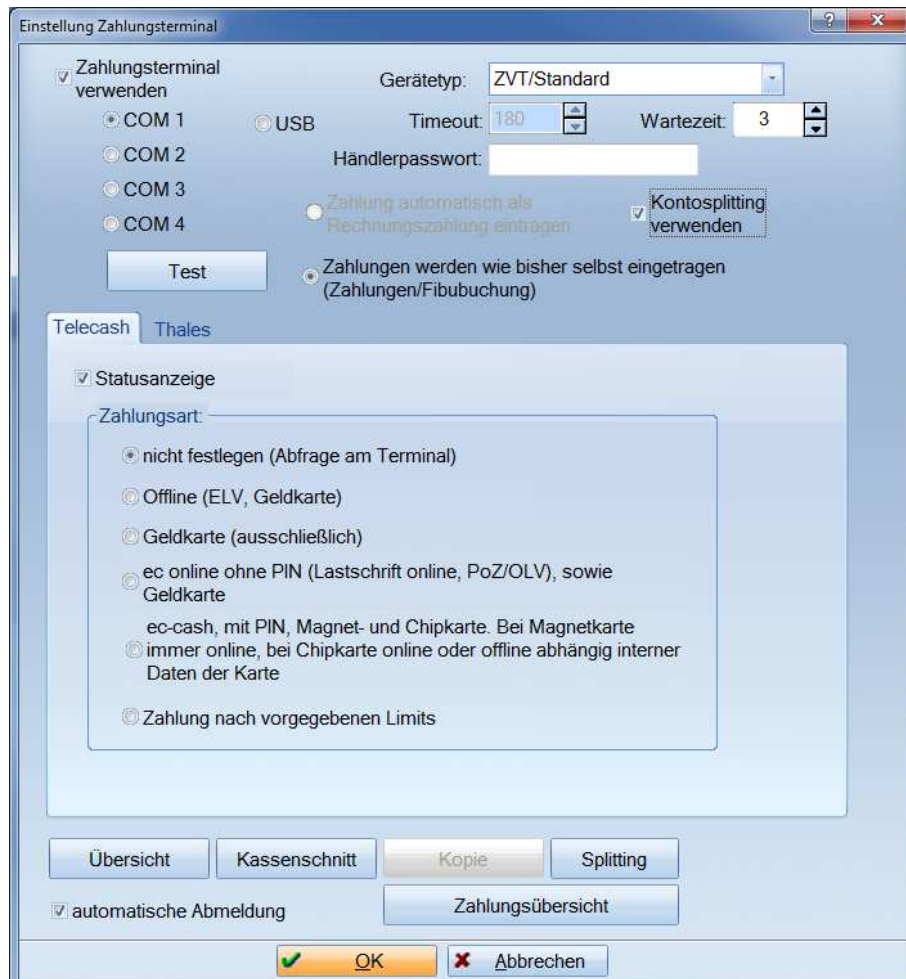 Einstellung Zahlungsterminal
?
Zahlungsterminal
verwenden
Gerätetyp: ZVT/Standard
COM 1
USB
Timeout: 180
Wartezeit: 3
COM 2
Händlerpasswort:
COM 3
Zahlung automatisch als
Rechnungszahlung eintragen
Kontosplitting
verwenden
COM 4
Test
Zahlungen werden wie bisher selbst eingetragen
(Zahlungen/Fibubuchung)
Telecash
Thales
Statusanzeige
Zahlungsart:
nicht festlegen (Abfrage am Terminal)
Offline (ELV, Geldkarte)
Geldkarte (ausschließlich)
ec online ohne PIN (Lastschrift online, PoZ/OLV), sowie
Geldkarte
ec-cash, mit PIN, Magnet- und Chipkarte. Bei Magnetkarte
immer online, bei Chipkarte online oder offline abhängig interner
Daten der Karte
Zahlung nach vorgegebenen Limits
Übersicht
Kassenschnitt
Kopie
Splitting
automatische Abmeldung
Zahlungsübersicht
OK
Abbrechen